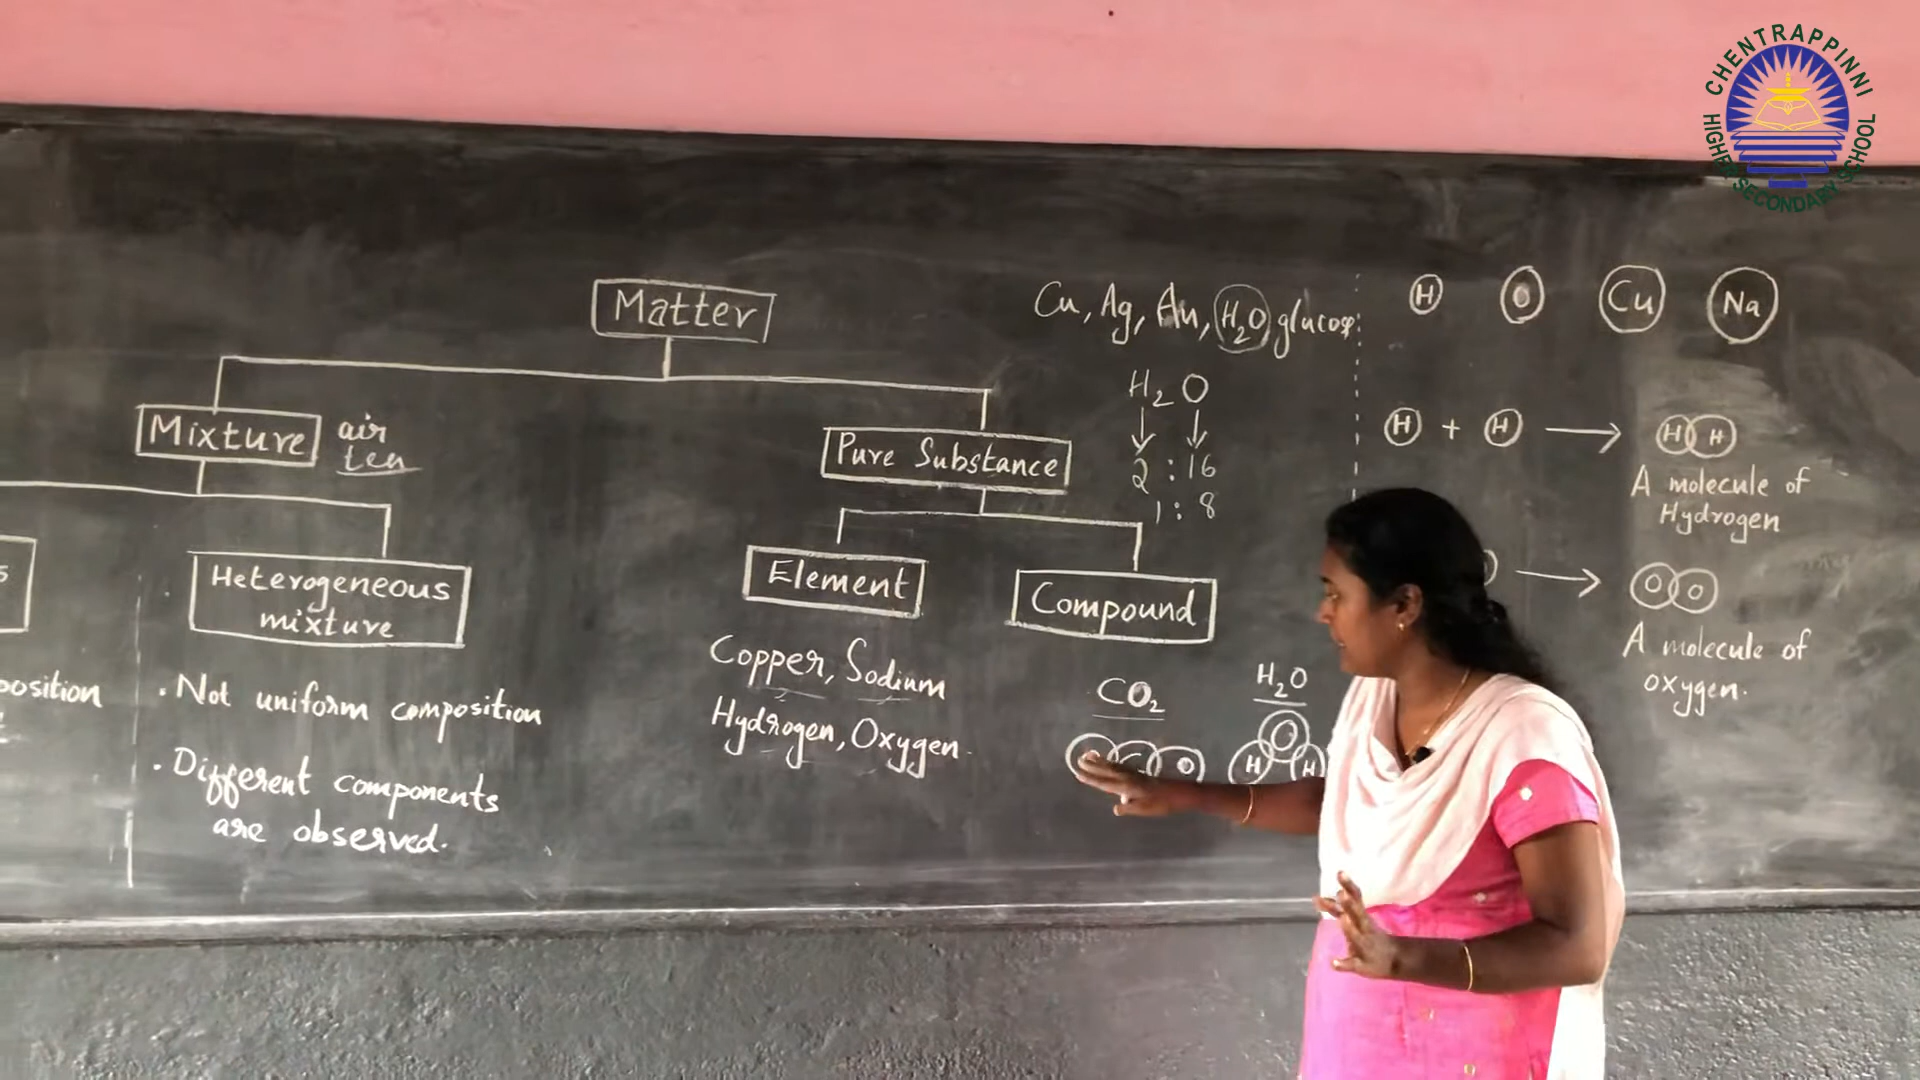 CHENTRAPPINNI
HIGHER SECONDARY SCHOOL
Matter
Mixture
air
tea
Heterogeneous
mixture
position
. Not uniform composition
. Different components
are observed.
Pure Substance
Element
Copper, Sodium
Hydrogen, Oxygen.
Compound
CO₂
O
H₂O
O
H H
Cu, Ag, Au, H₂O glucose
H₂O
2 : 16
1 : 8
H O Cu Na
H + H → H H
A molecule of
Hydrogen
→ O O
A molecule of
oxygen.